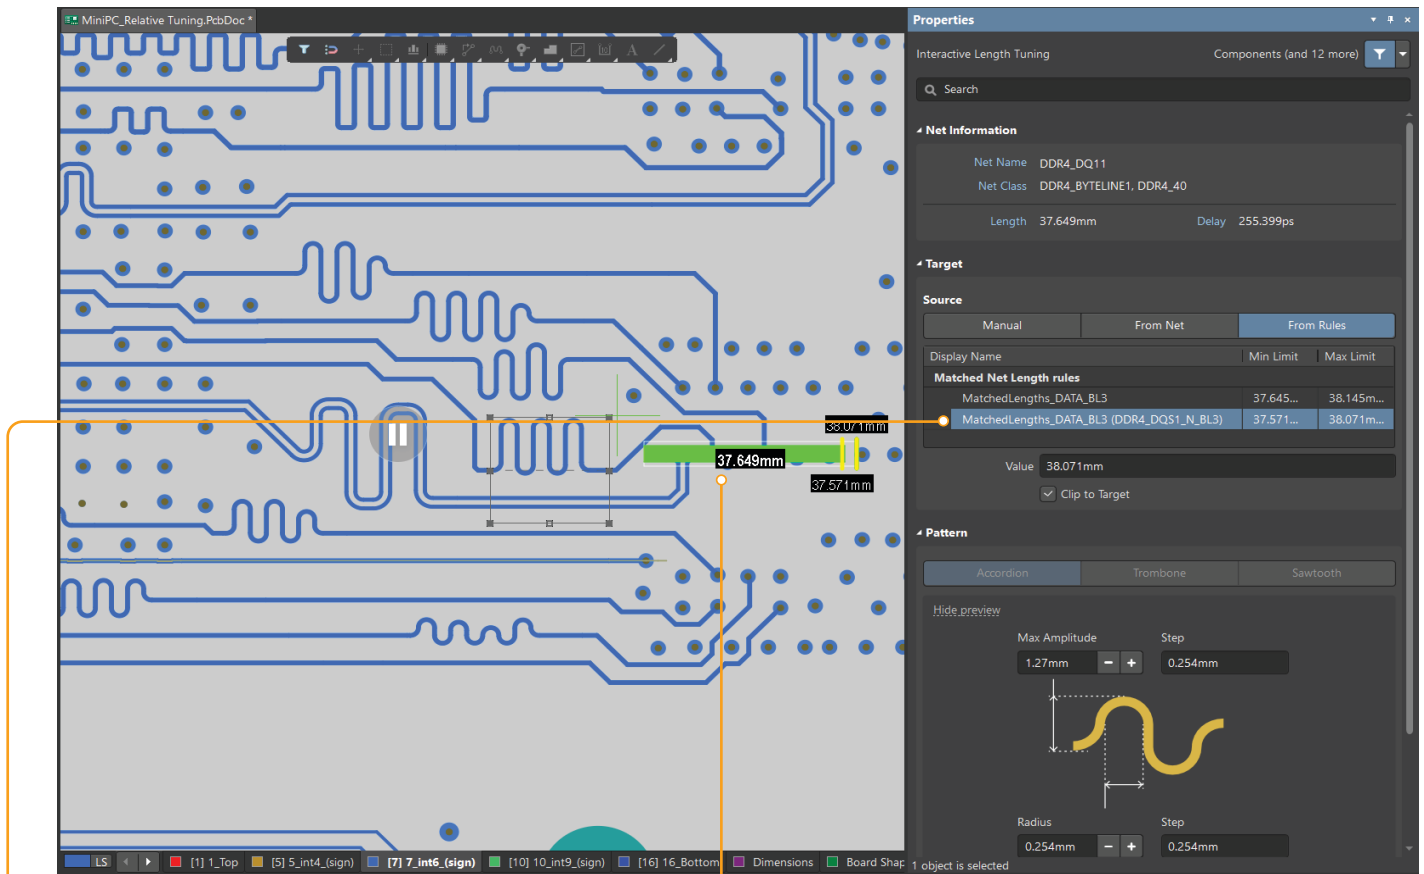 MiniPC_Relative Tuning.PcbDoc *
Properties
Interactive Length Tuning
Components (and 12 more)
Search
Net Information
Net Name DDR4_DQ11
Net Class DDR4_BYTELINE1, DDR4_40
Length 37.649mm Delay 255.399ps
Target
Source
Manual From Net From Rules
Display Name Min Limit Max Limit
Matched Net Length rules
MatchedLengths_DATA_BL3 37.645... 38.145m...
MatchedLengths_DATA_BL3 (DDR4_DQS1_N_BL3) 37.571... 38.071m...
Value 38.071mm
Clip to Target
38.071mm
37.649mm
37.571mm
Pattern
Accordion Trombone Sawtooth
Hide preview
Max Amplitude Step
1.27mm 0.254mm
Radius Step
0.254mm 0.254mm
LS [1] 1_Top [5] 5_int4_(sign) [7] 7_int6_(sign) [10] 10_int9_(sign) [16] 16_Bottom Dimensions Board Shap
1 object is selected